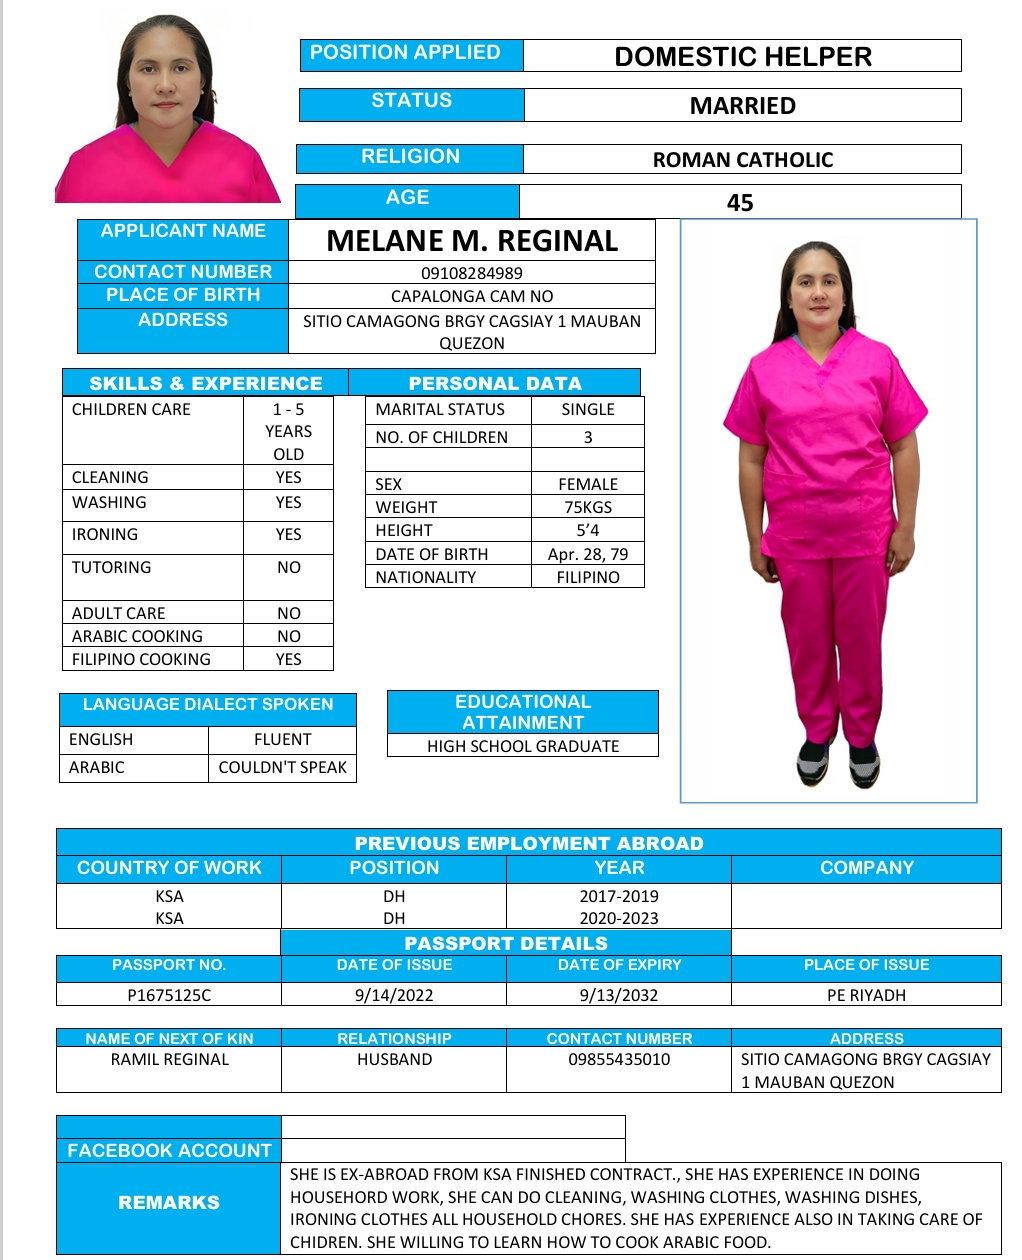 POSITION APPLIED DOMESTIC HELPER
STATUS MARRIED
RELIGION ROMAN CATHOLIC
AGE 45
APPLICANT NAME MELANE M. REGINAL
CONTACT NUMBER 09108284989
PLACE OF BIRTH CAPALONGA CAM NO
ADDRESS SITIO CAMAGONG BRGY CAGSIAY 1 MAUBAN
QUEZON
SKILLS & EXPERIENCE
CHILDREN CARE 1 - 5
YEARS
OLD
CLEANING YES
WASHING YES
IRONING YES
TUTORING NO
ADULT CARE NO
ARABIC COOKING NO
FILIPINO COOKING YES
PERSONAL DATA
MARITAL STATUS SINGLE
NO. OF CHILDREN 3
SEX FEMALE
WEIGHT 75KGS
HEIGHT 5’4
DATE OF BIRTH Apr. 28, 79
NATIONALITY FILIPINO
LANGUAGE DIALECT SPOKEN
ENGLISH FLUENT
ARABIC COULDN'T SPEAK
EDUCATIONAL
ATTAINMENT
HIGH SCHOOL GRADUATE
PREVIOUS EMPLOYMENT ABROAD
COUNTRY OF WORK POSITION YEAR COMPANY
KSA DH 2017-2019
KSA DH 2020-2023
PASSPORT DETAILS
PASSPORT NO. DATE OF ISSUE DATE OF EXPIRY PLACE OF ISSUE
P1675125C 9/14/2022 9/13/2032 PE RIYADH
NAME OF NEXT OF KIN RELATIONSHIP CONTACT NUMBER ADDRESS
RAMIL REGINAL HUSBAND 09855435010 SITIO CAMAGONG BRGY CAGSIAY
1 MAUBAN QUEZON
FACEBOOK ACCOUNT
REMARKS
SHE IS EX-ABROAD FROM KSA FINISHED CONTRACT., SHE HAS EXPERIENCE IN DOING
HOUSEHORD WORK, SHE CAN DO CLEANING, WASHING CLOTHES, WASHING DISHES,
IRONING CLOTHES ALL HOUSEHOLD CHORES. SHE HAS EXPERIENCE ALSO IN TAKING CARE OF
CHIDREN. SHE WILLING TO LEARN HOW TO COOK ARABIC FOOD.